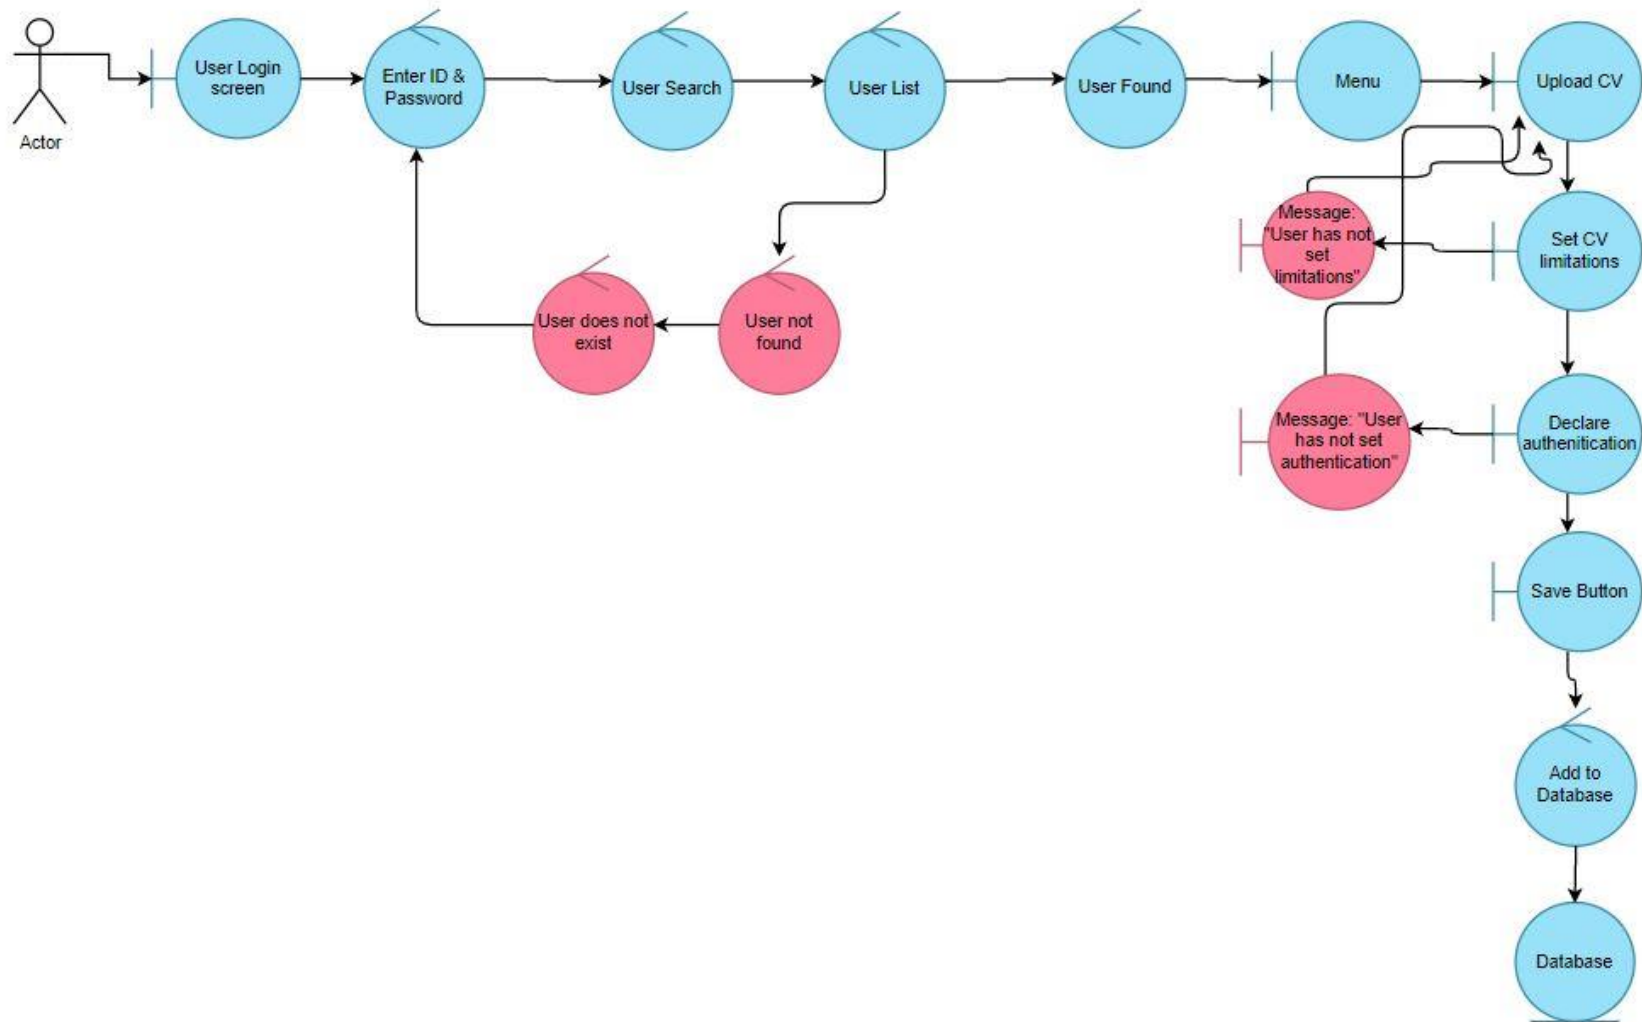 Actor
User Login
screen
Enter ID &
Password
User Search
User List
User Found
Menu
Upload CV
Message:
"User has not
set
limitations"
Set CV
limitations
User does not
exist
User not
found
Message: "User
has not set
authentication"
Declare
authenitication
Save Button
Add to
Database
Database